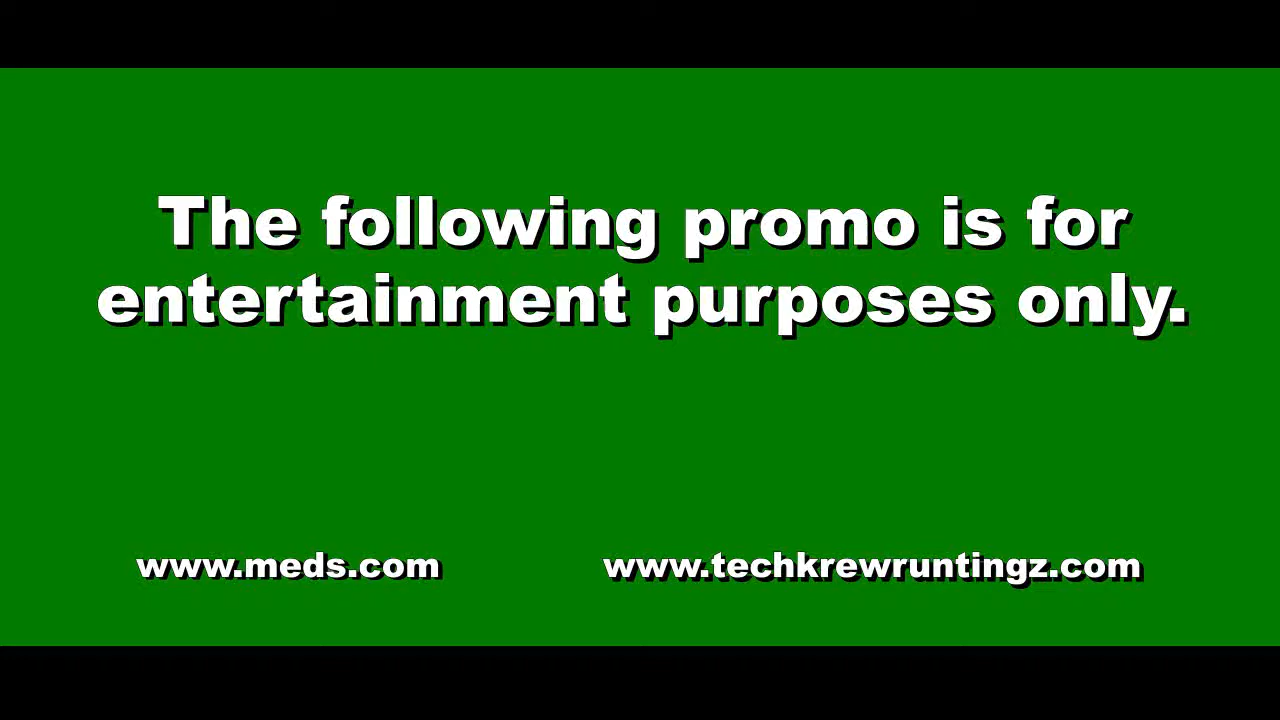 The following promo is for
entertainment purposes only.
www.meds.com www.techkrewruntingz.com